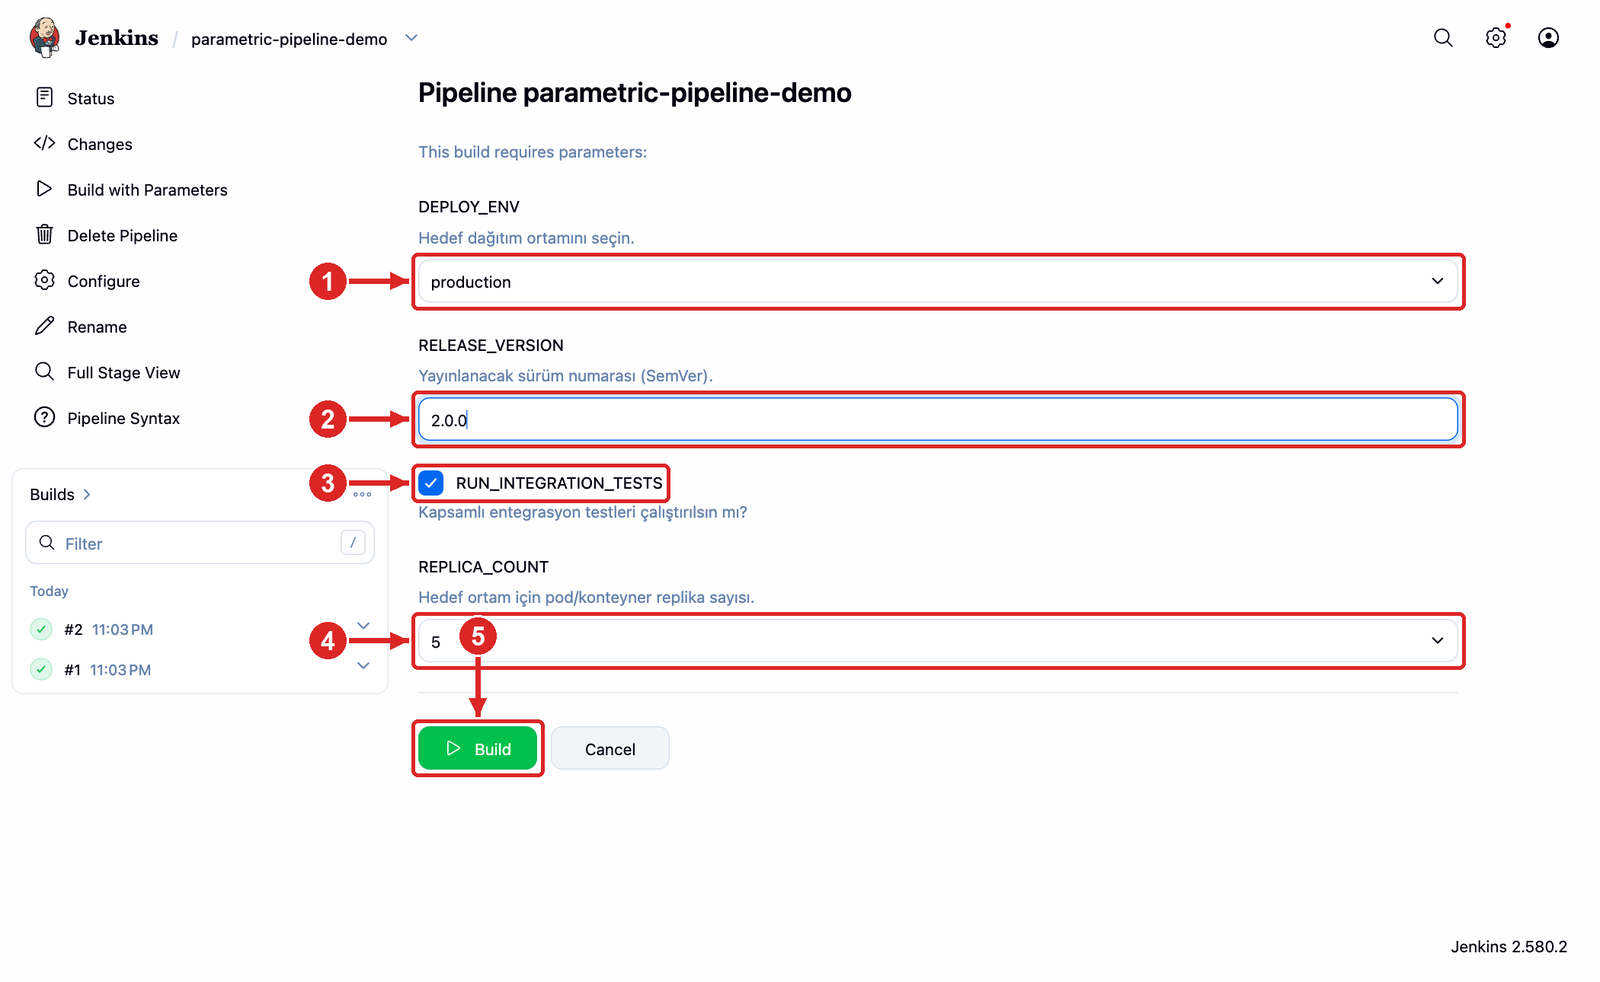 Jenkins / parametric-pipeline-demo
Status
Changes
Build with Parameters
Delete Pipeline
Configure
Rename
Full Stage View
Pipeline Syntax
Builds
Filter /
Today
#2 11:03 PM
#1 11:03 PM
Pipeline parametric-pipeline-demo
This build requires parameters:
DEPLOY_ENV
Hedef dağıtım ortamını seçin.
1 production
RELEASE_VERSION
Yayınlanacak sürüm numarası (SemVer).
2 2.0.0
3 RUN_INTEGRATION_TESTS
Kapsamlı entegrasyon testleri çalıştırılsın mı?
REPLICA_COUNT
Hedef ortam için pod/konteyner replika sayısı.
4 5 5
Build Cancel
Jenkins 2.580.2